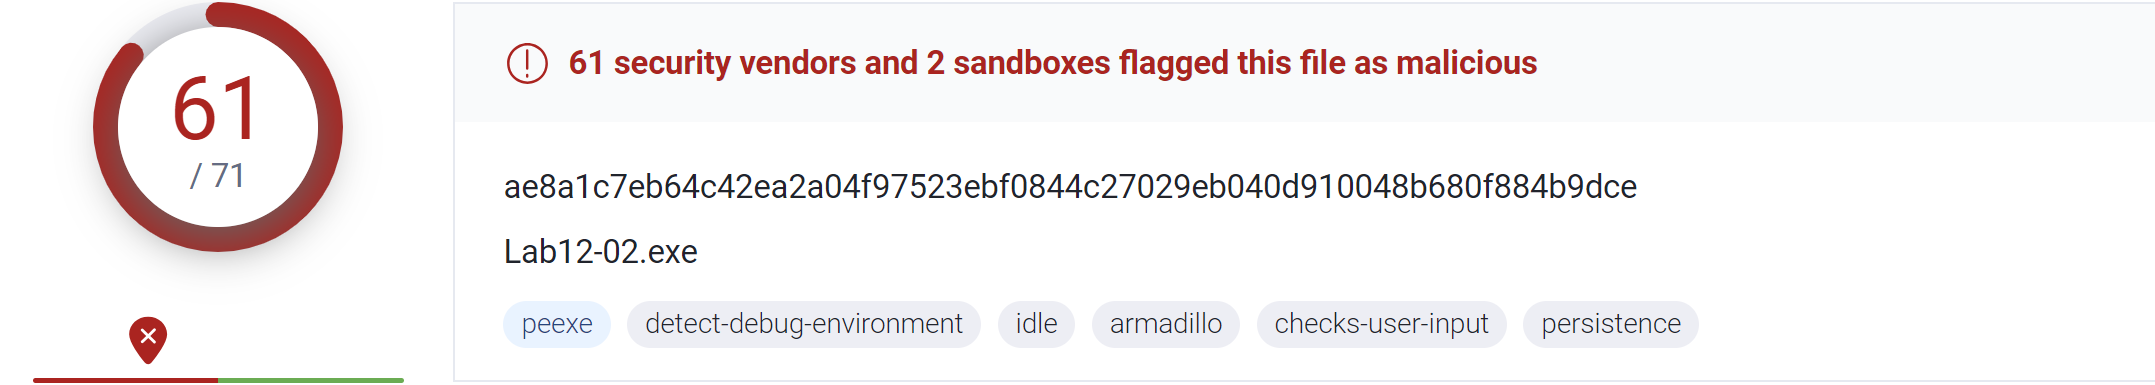 61
/ 71
61 security vendors and 2 sandboxes flagged this file as malicious
ae8a1c7eb64c42ea2a04f97523ebf0844c27029eb040d910048b680f884b9dce
Lab12-02.exe
peexe detect-debug-environment idle armadillo checks-user-input persistence